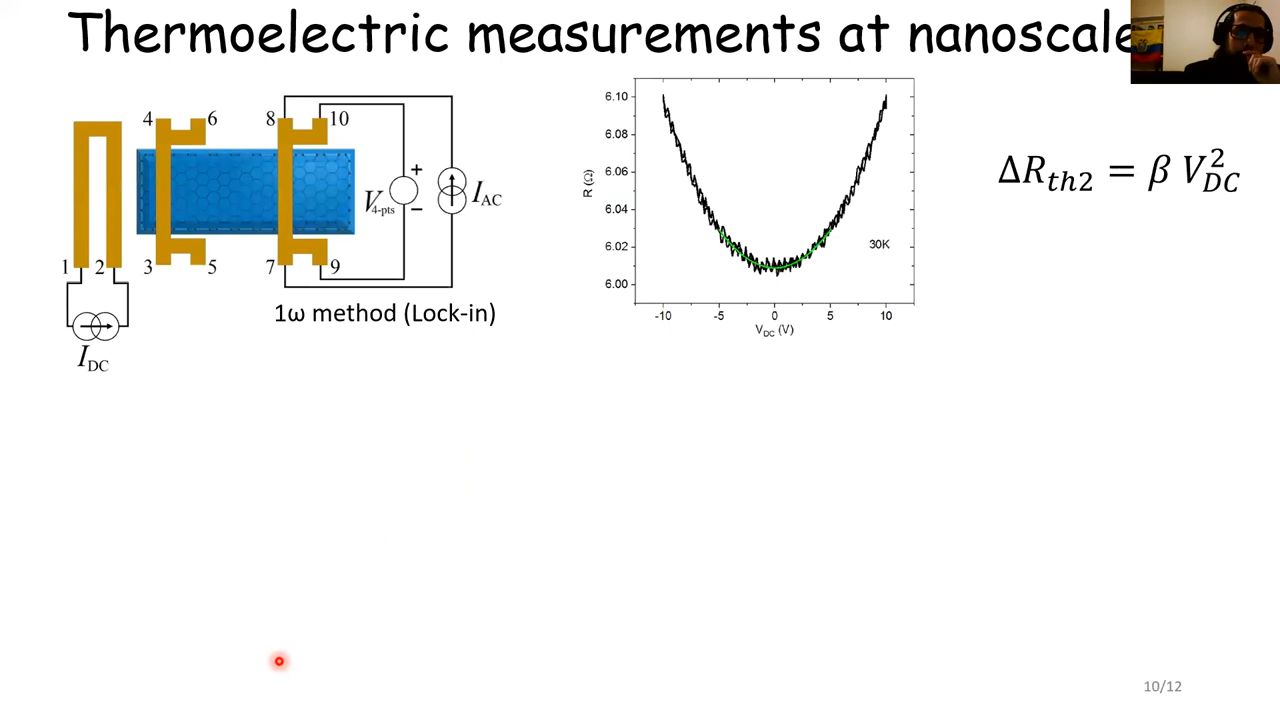 Thermoelectric measurements at nanoscale
4
6
8
10
1
2
3
5
7
9
+
V4-pts
−
IAC
IDC
1ω method (Lock-in)
6.10
6.08
6.06
6.04
6.02
6.00
R (Ω)
30K
-10 -5 0 5 10
VDC (V)
ΔRth2 = β V²DC
10/12